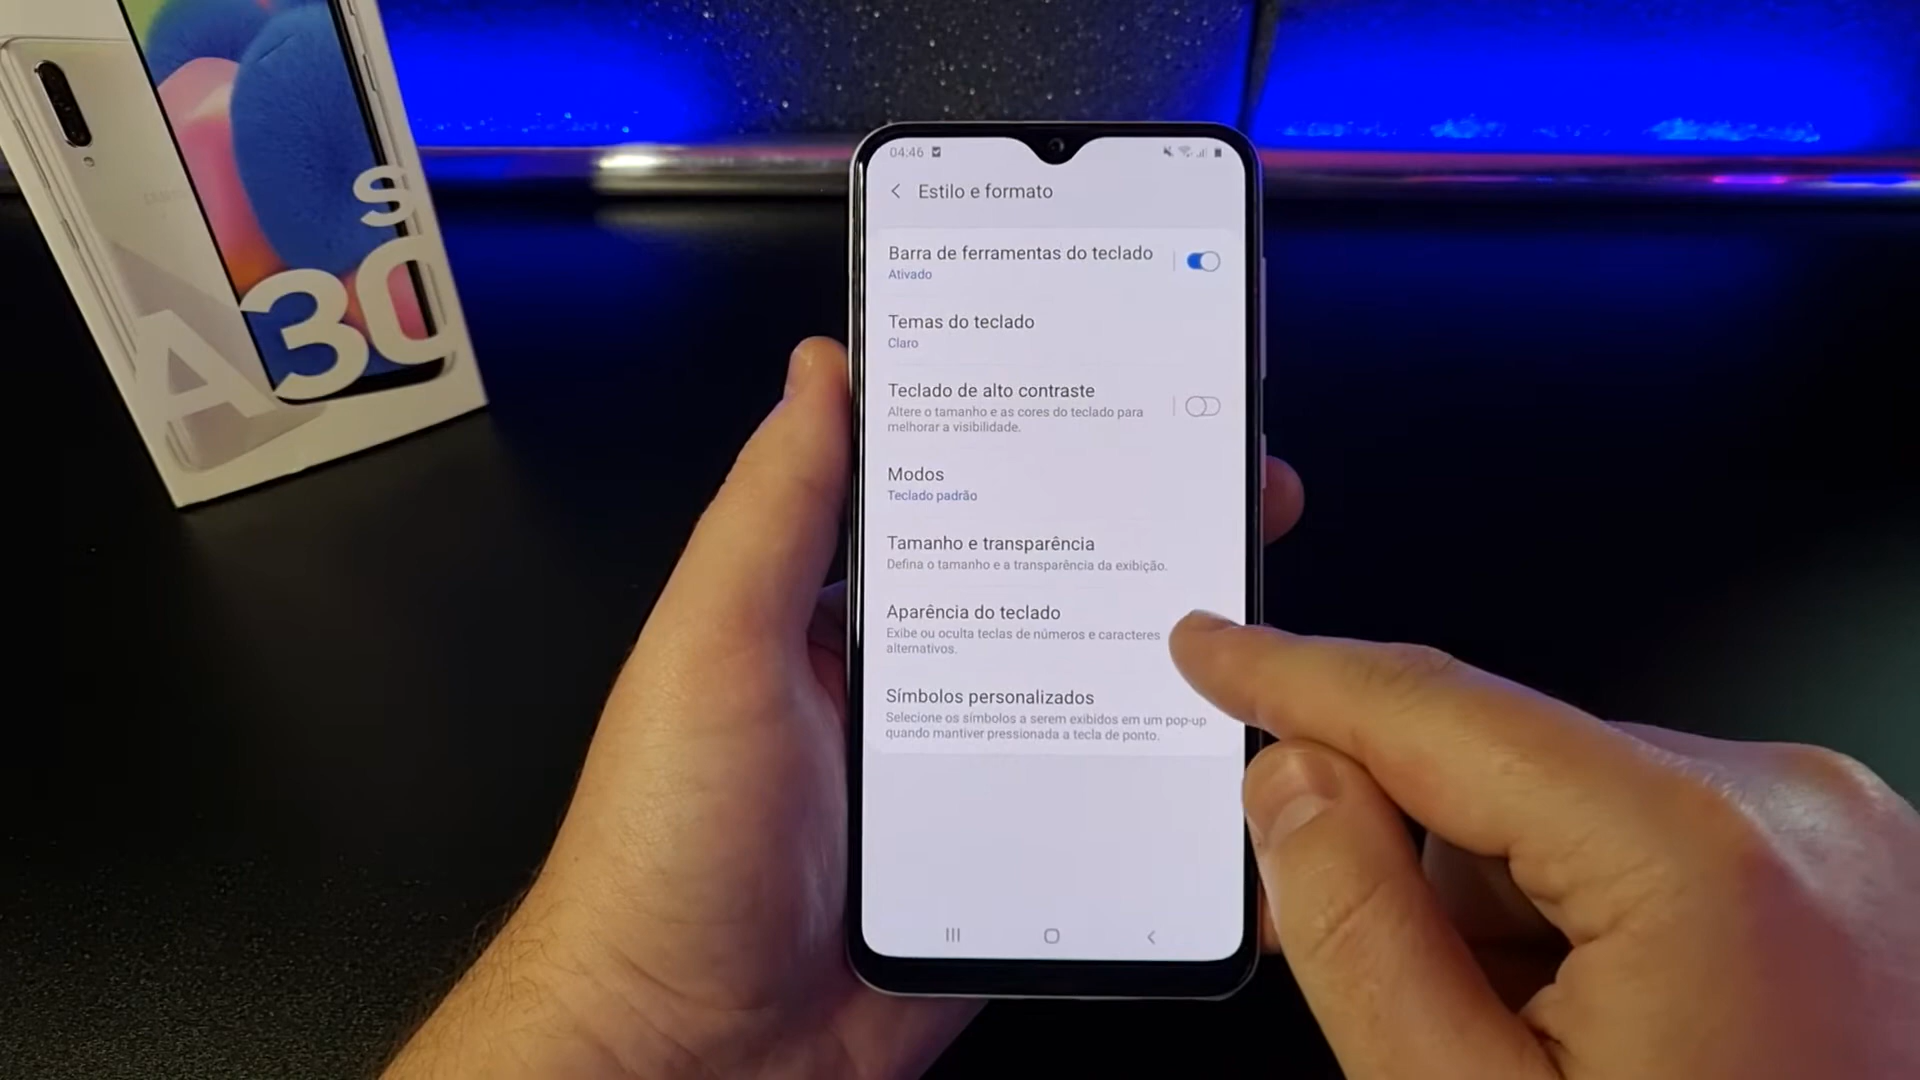 A30
s
04:46
Estilo e formato
Barra de ferramentas do teclado
Ativado
Temas do teclado
Claro
Teclado de alto contraste
Altere o tamanho e as cores do teclado para
melhorar a visibilidade.
Modos
Teclado padrão
Tamanho e transparência
Defina o tamanho e a transparência da exibição.
Aparência do teclado
Exibe ou oculta teclas de números e caracteres
alternativos.
Símbolos personalizados
Selecione os símbolos a serem exibidos em um pop-up
quando mantiver pressionada a tecla de ponto.